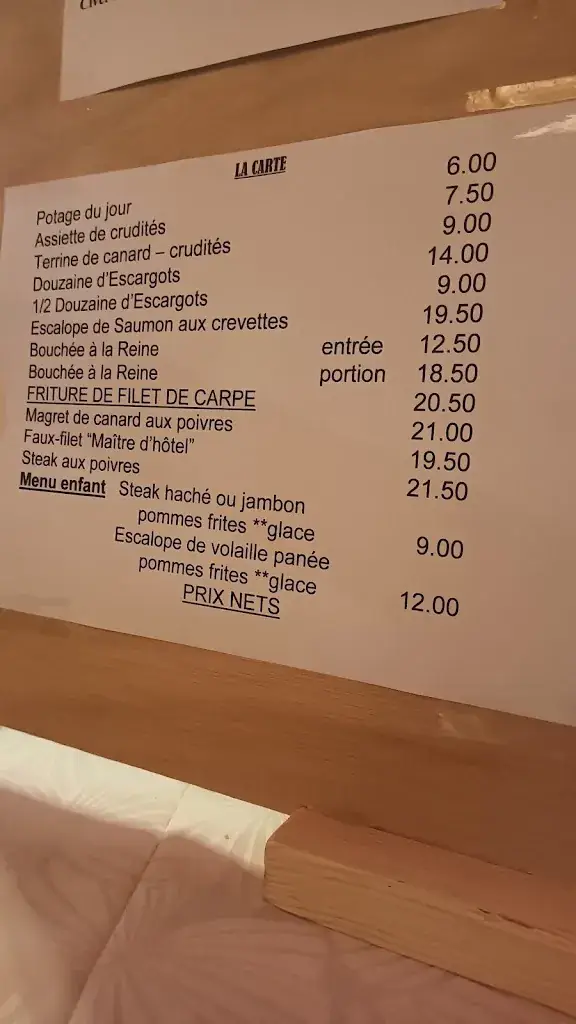 LA CARTE
Potage du jour 6.00
Assiette de crudités 7.50
Terrine de canard – crudités 9.00
Douzaine d'Escargots 14.00
1/2 Douzaine d'Escargots 9.00
Escalope de Saumon aux crevettes 19.50
Bouchée à la Reine entrée 12.50
Bouchée à la Reine portion 18.50
FRITURE DE FILET DE CARPE 20.50
Magret de canard aux poivres 21.00
Faux-filet "Maître d'hôtel" 19.50
Steak aux poivres 21.50
Menu enfant Steak haché ou jambon
pommes frites **glace 9.00
Escalope de volaille panée
pommes frites **glace 12.00
PRIX NETS